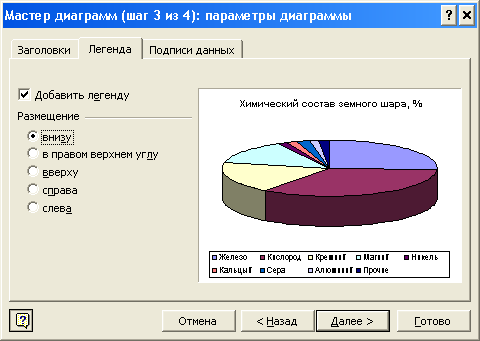 Мастер диаграмм (шаг 3 из 4): параметры диаграммы
Заголовки Легенда Подписи данных
Добавить легенду
Размещение
внизу
в правом верхнем углу
вверху
справа
слева
Химический состав земного шара, %
Железо Кислород Кремний Магний Никель
Кальций Сера Алюминий Прочие
Отмена < Назад Далее > Готово